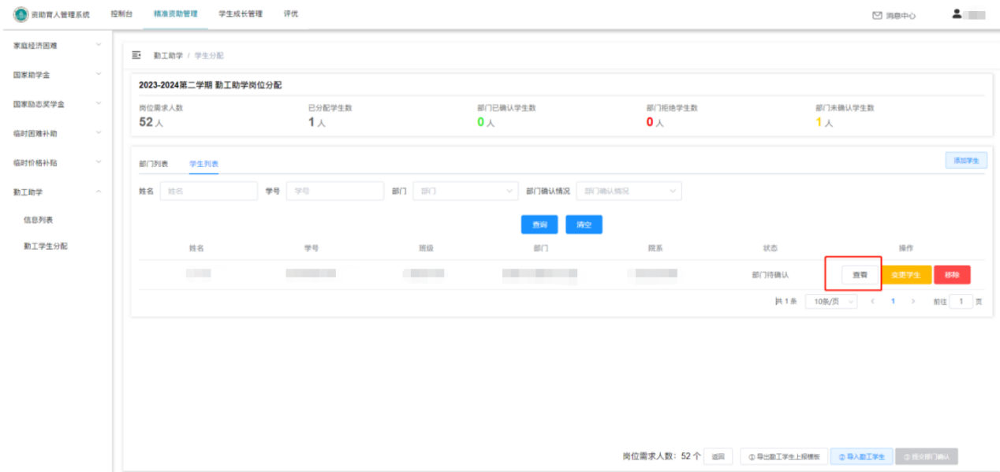 资助育人管理系统 控制台 精准资助管理 学生成长管理 评优 消息中心
家庭经济困难
国家助学金
国家励志奖学金
临时困难补助
临时价格补贴
勤工助学
信息列表
勤工学生分配
勤工助学 / 学生分配
2023-2024第二学期 勤工助学岗位分配
岗位需求人数 已分配学生数 部门已确认学生数 部门拒绝学生数 部门未确认学生数
52 人 1 人 0 人 0 人 1 人
部门列表 学生列表 添加学生
姓名 姓名 学号 学号 部门 部门 部门确认情况 部门确认情况
查询 清空
姓名 学号 班级 部门 院系 状态 操作
部门待确认 查看 变更学生 移除
共 1 条 10条/页 < 1 > 前往 1 页
岗位需求人数：52 个 返回 ① 导出勤工学生上报模板 ② 导入勤工学生 ③ 提交部门确认